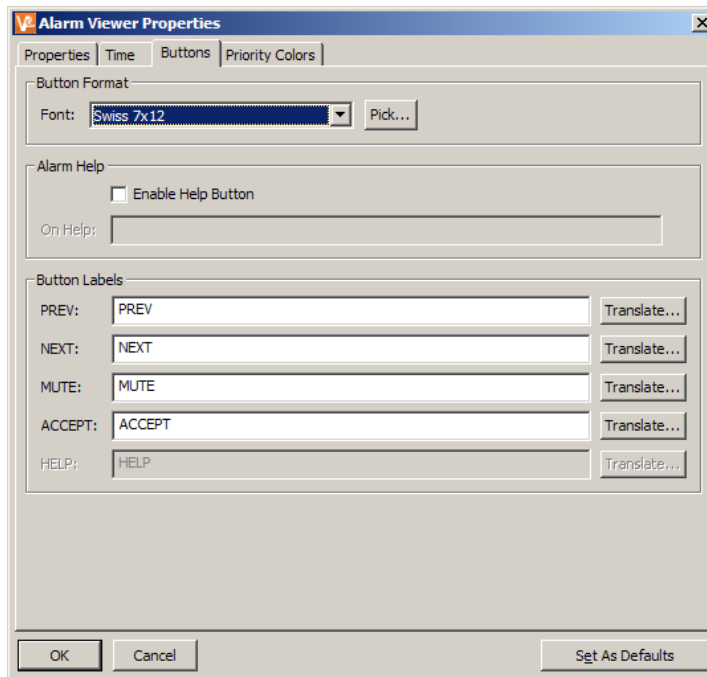 Alarm Viewer Properties
Properties Time Buttons Priority Colors
Button Format
Font: Swiss 7x12 Pick...
Alarm Help
Enable Help Button
On Help:
Button Labels
PREV: PREV Translate...
NEXT: NEXT Translate...
MUTE: MUTE Translate...
ACCEPT: ACCEPT Translate...
HELP: HELP Translate...
OK Cancel Set As Defaults